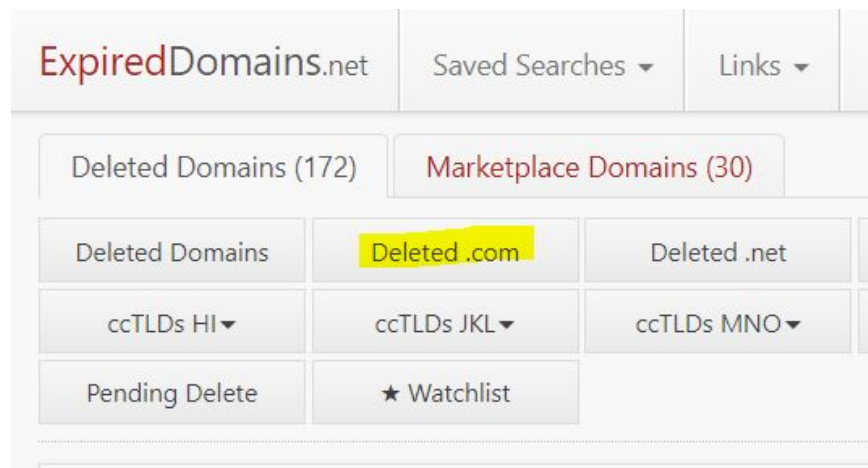 ExpiredDomains.net Saved Searches Links
Deleted Domains (172) Marketplace Domains (30)
Deleted Domains Deleted .com Deleted .net
ccTLDs HI ccTLDs JKL ccTLDs MNO
Pending Delete ★ Watchlist